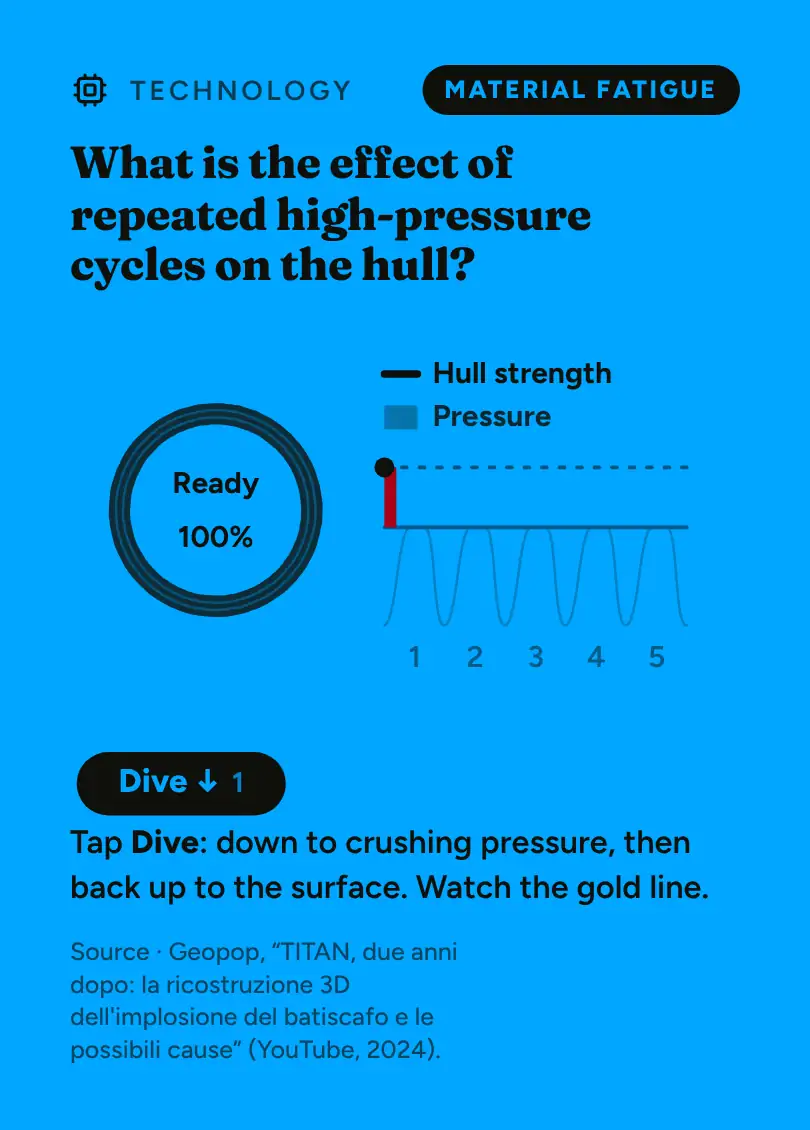 TECHNOLOGY
MATERIAL FATIGUE
What is the effect of
repeated high-pressure
cycles on the hull?
Hull strength
Pressure
Ready
100%
1 2 3 4 5
Dive ↓ 1
Tap Dive: down to crushing pressure, then
back up to the surface. Watch the gold line.
Source · Geopop, “TITAN, due anni
dopo: la ricostruzione 3D
dell'implosione del batiscafo e le
possibili cause” (YouTube, 2024).